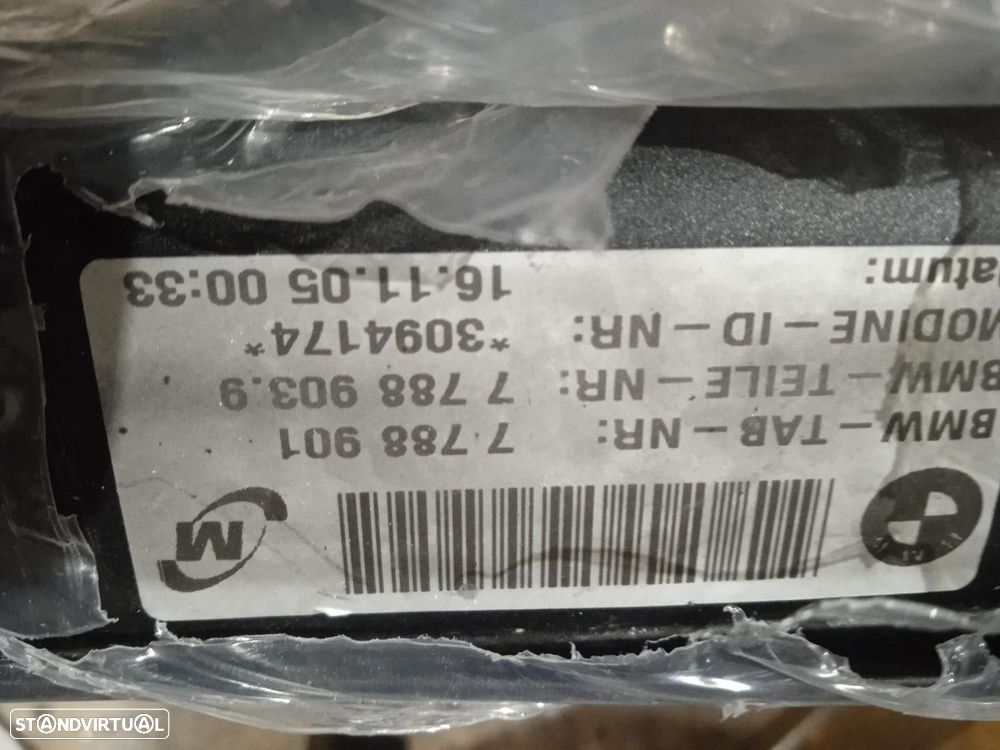 BMW
M
BMW-TAB-NR: 7 788 901
BMW-TEILE-NR: 7 788 903.9
MODINE-ID-NR: *3094174*
Datum: 16.11.05 00:33
STANDVIRTUAL